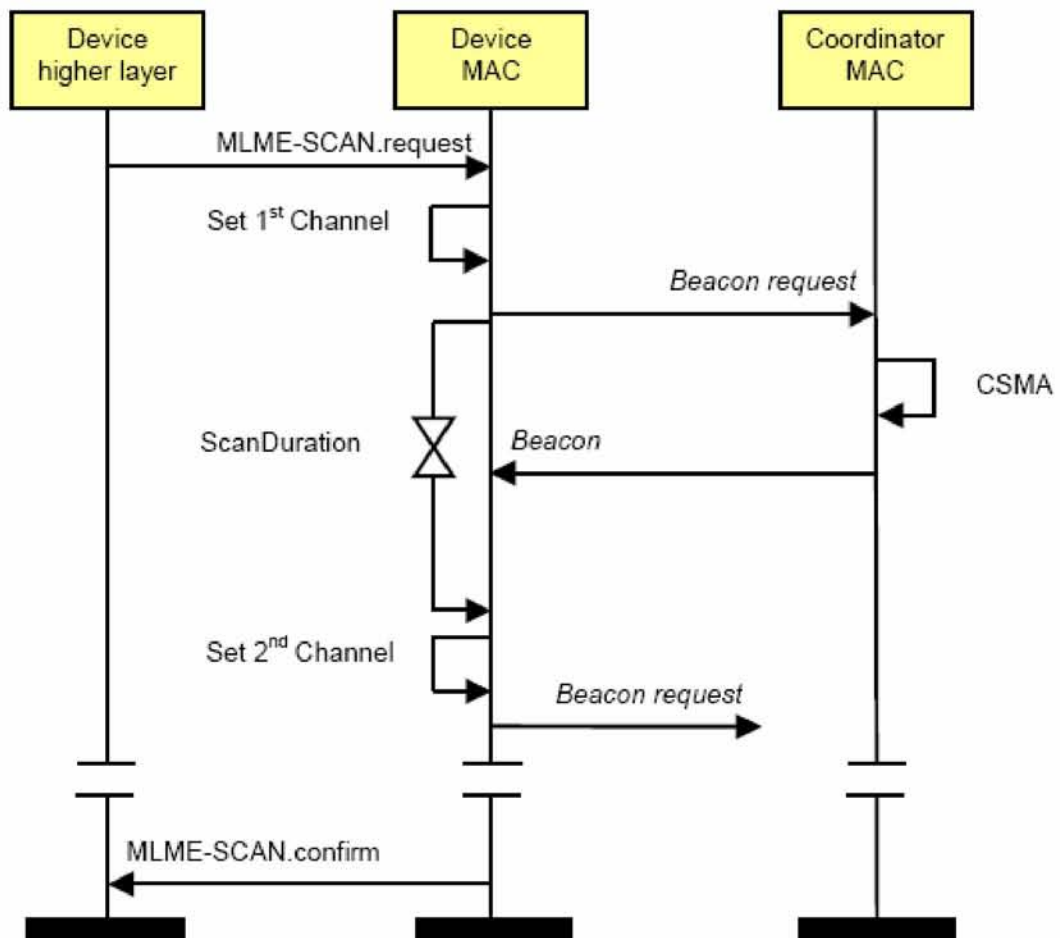 Device
higher layer
Device
MAC
Coordinator
MAC
MLME-SCAN.request
Set 1st Channel
Beacon request
CSMA
ScanDuration
Beacon
Set 2nd Channel
Beacon request
MLME-SCAN.confirm